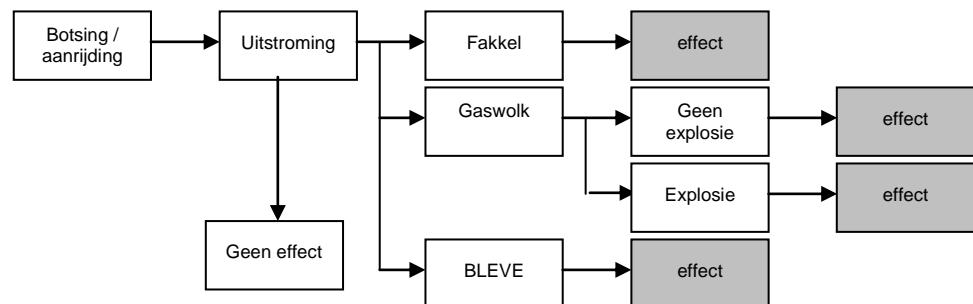 Botsing /
aanrijding
Uitstroming
Fakkel
effect
Gaswolk
Geen
explosie
effect
Explosie
effect
Geen effect
BLEVE
effect